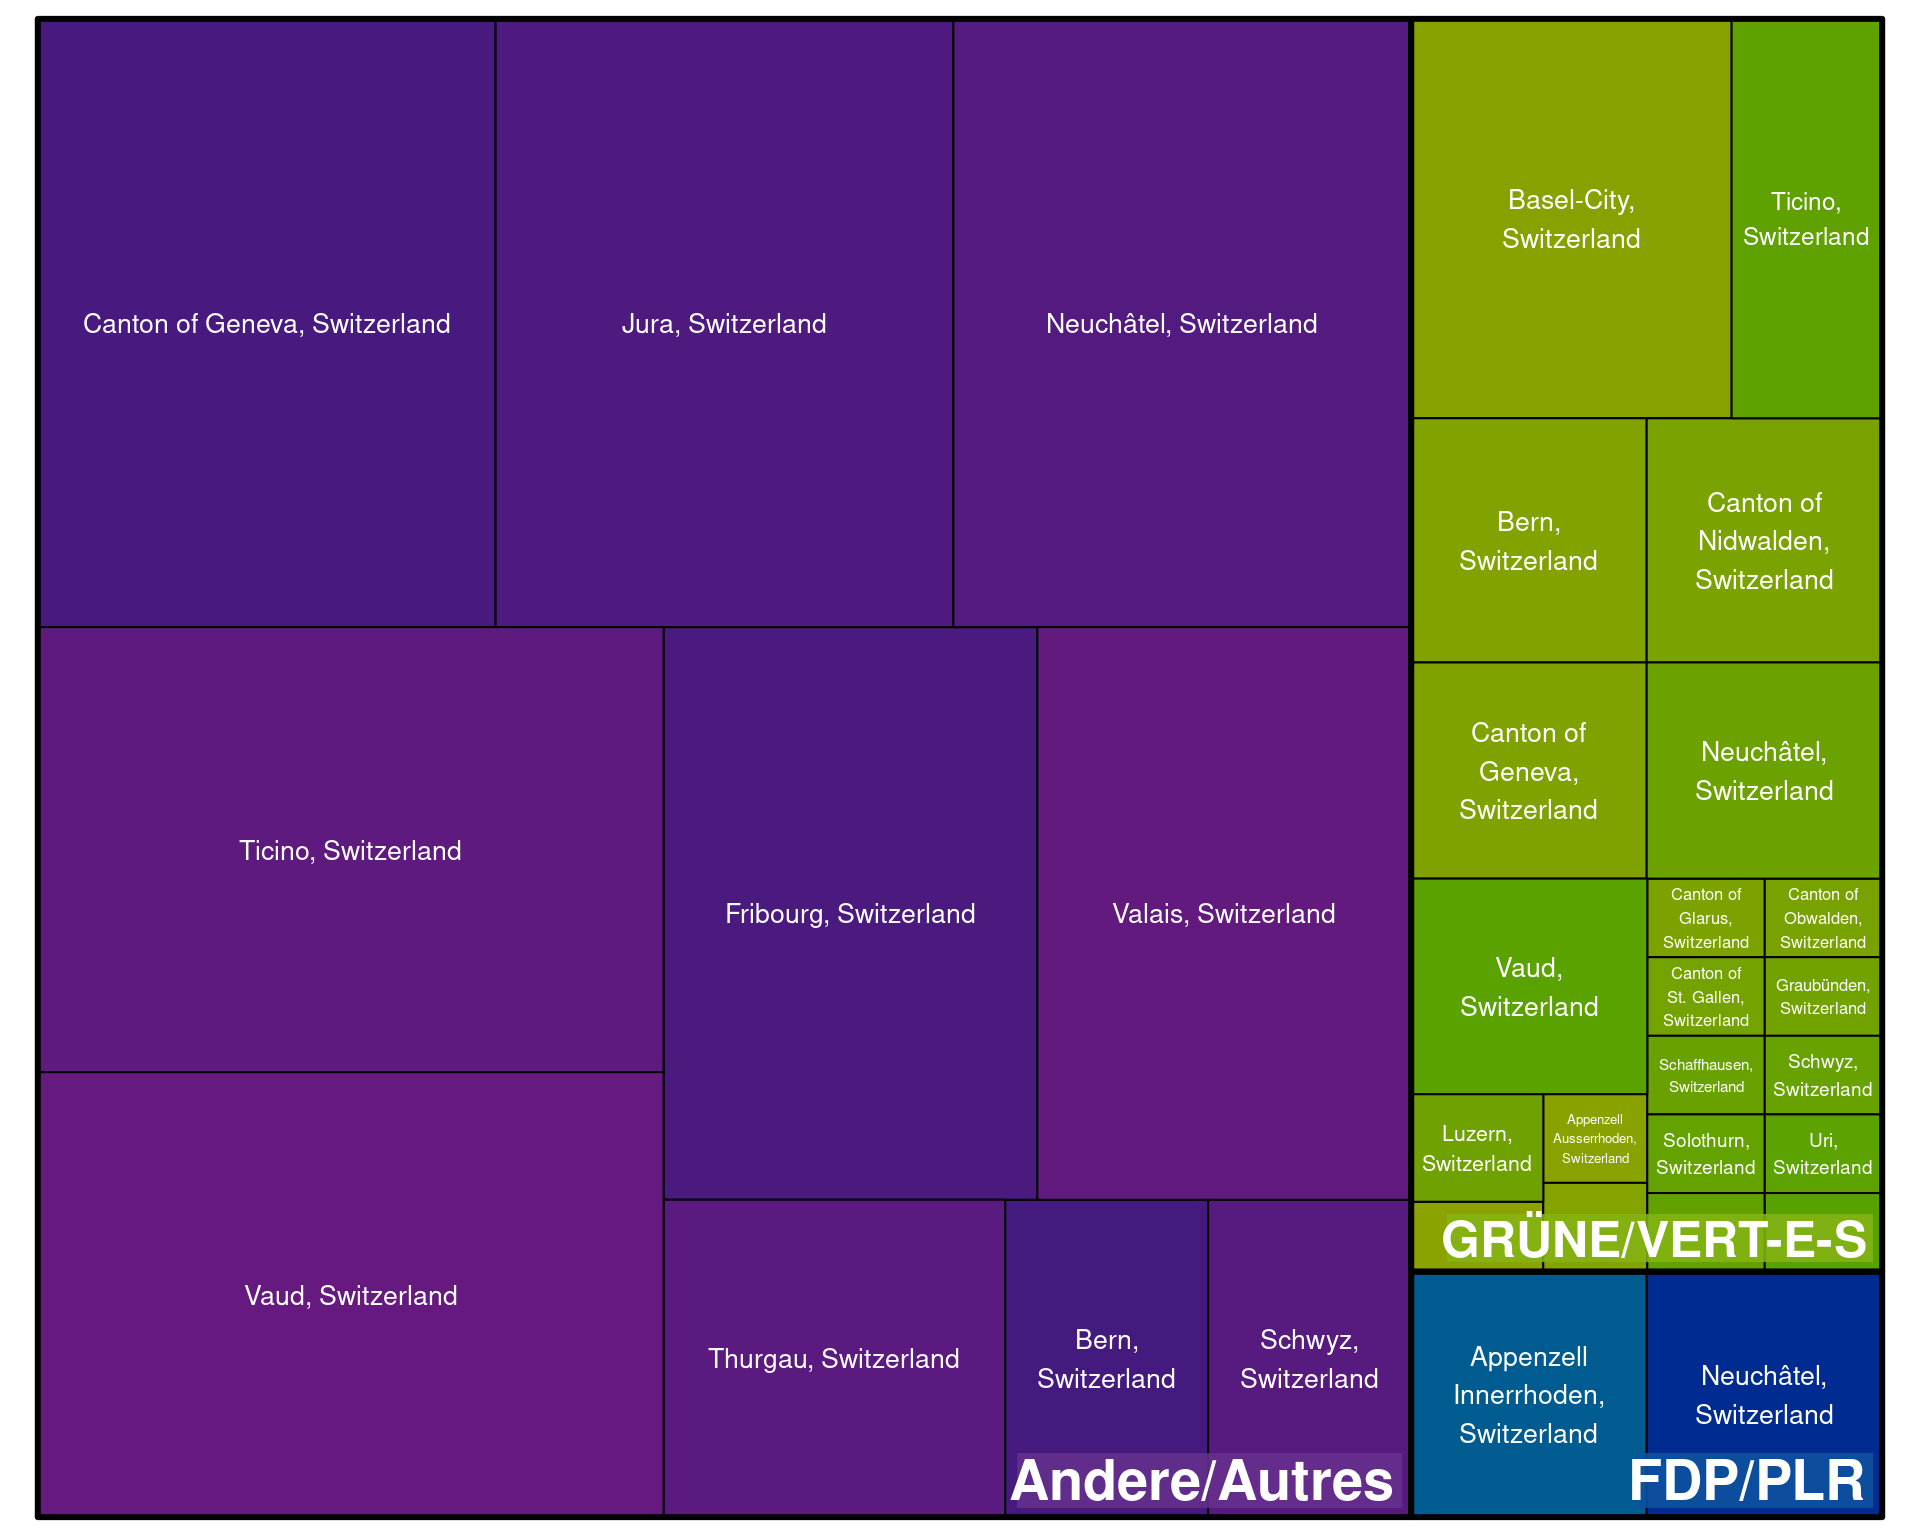 Canton of Geneva, Switzerland
Jura, Switzerland
Neuchâtel, Switzerland
Ticino, Switzerland
Fribourg, Switzerland
Valais, Switzerland
Vaud, Switzerland
Thurgau, Switzerland
Bern,
Switzerland
Schwyz,
Switzerland
Andere/Autres
Basel-City,
Switzerland
Ticino,
Switzerland
Bern,
Switzerland
Canton of
Nidwalden,
Switzerland
Canton of
Geneva,
Switzerland
Neuchâtel,
Switzerland
Vaud,
Switzerland
Canton of
Glarus,
Switzerland
Canton of
Obwalden,
Switzerland
Canton of
St. Gallen,
Switzerland
Graubünden,
Switzerland
Schaffhausen,
Switzerland
Schwyz,
Switzerland
Luzern,
Switzerland
Appenzell
Ausserrhoden,
Switzerland
Solothurn,
Switzerland
Uri,
Switzerland
GRÜNE/VERT-E-S
Appenzell
Innerrhoden,
Switzerland
Neuchâtel,
Switzerland
FDP/PLR